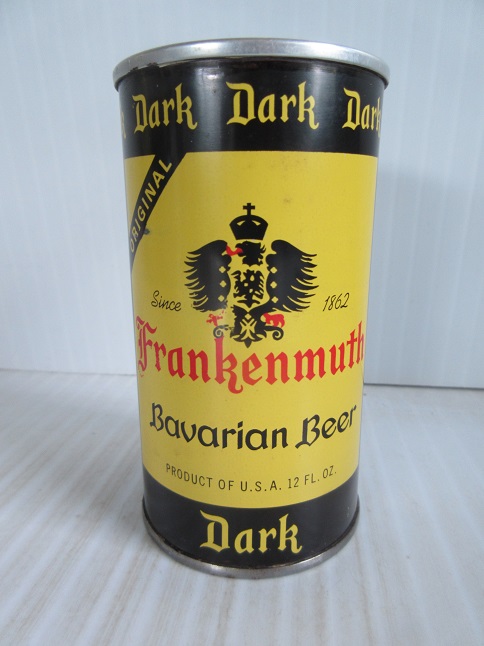 Dark Dark Dark
ORIGINAL
Since 1862
Frankenmuth
Bavarian Beer
PRODUCT OF U.S.A. 12 FL. OZ.
Dark